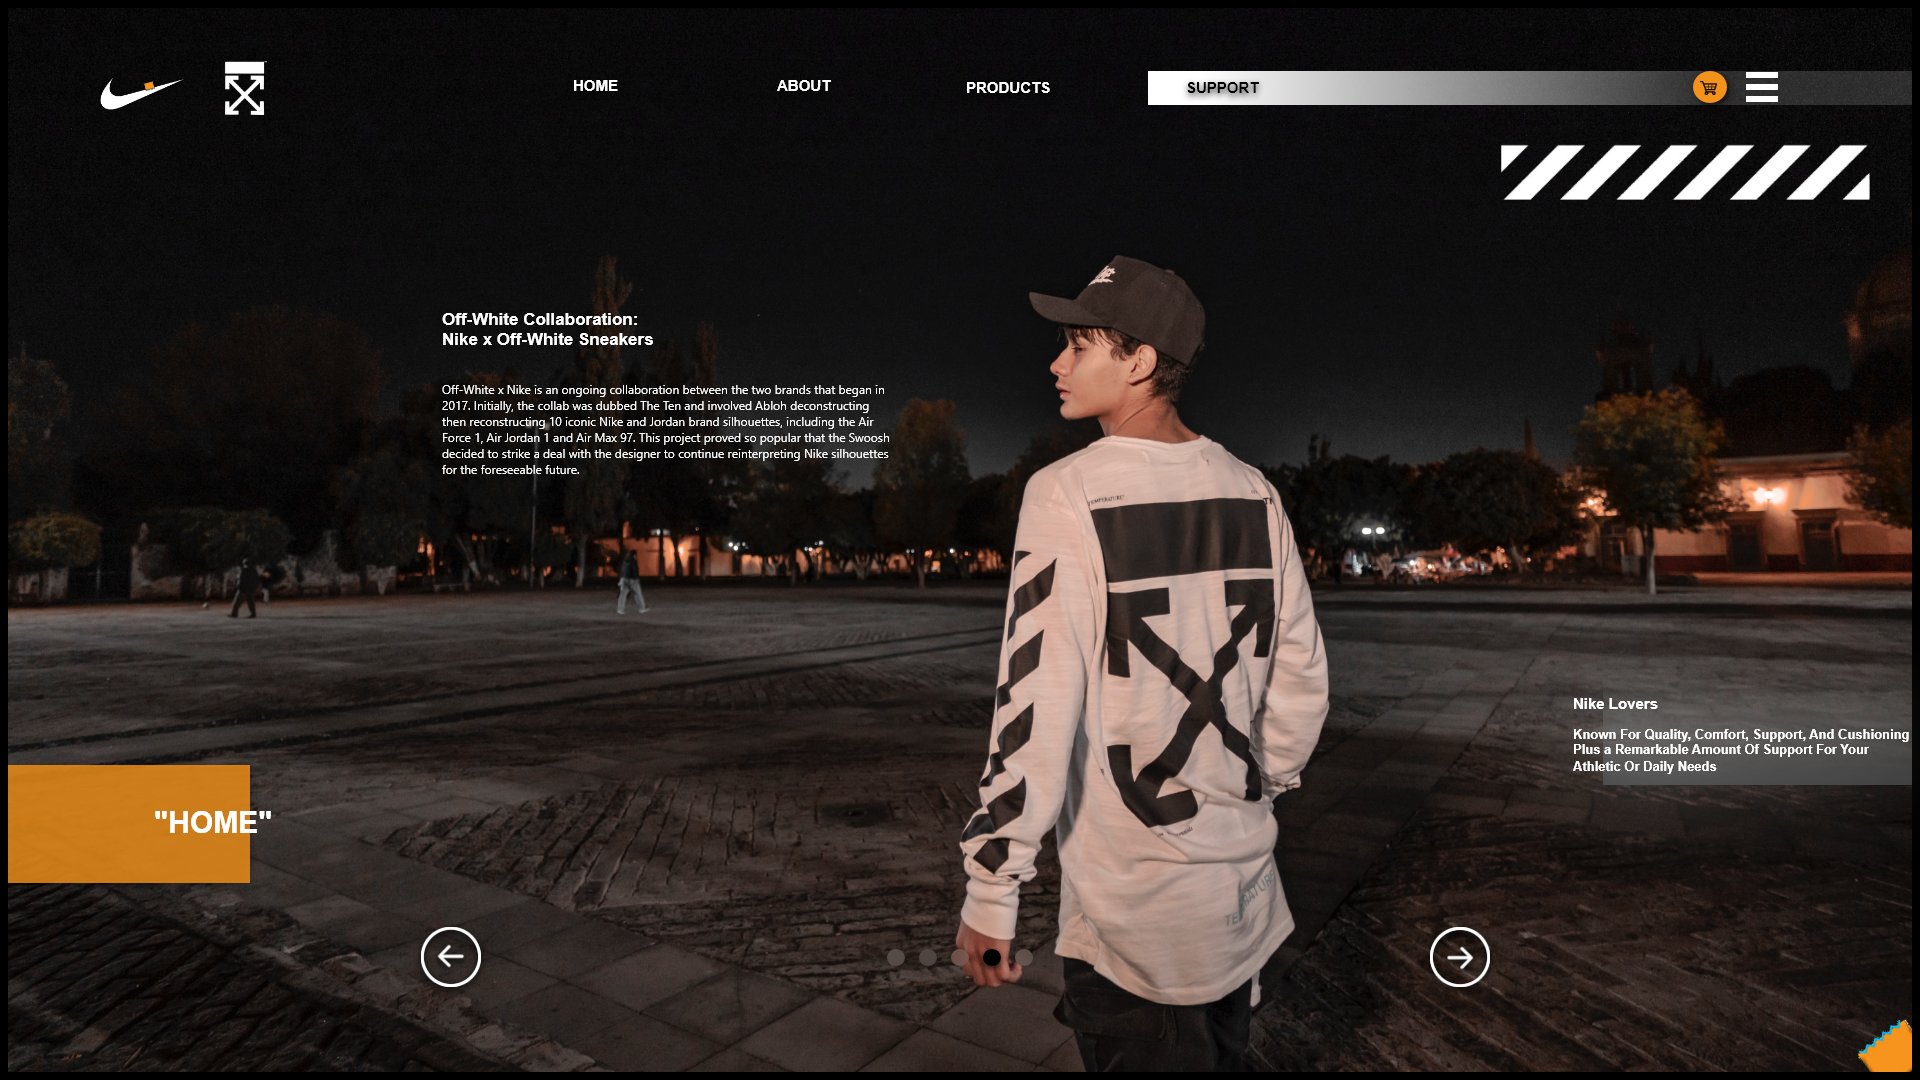 HOME
ABOUT
PRODUCTS
SUPPORT
Off-White Collaboration:
Nike x Off-White Sneakers
Off-White x Nike is an ongoing collaboration between the two brands that began in
2017. Initially, the collab was dubbed The Ten and involved Abloh deconstructing
then reconstructing 10 iconic Nike and Jordan brand silhouettes, including the Air
Force 1, Air Jordan 1 and Air Max 97. This project proved so popular that the Swoosh
decided to strike a deal with the designer to continue reinterpreting Nike silhouettes
for the foreseeable future.
Nike Lovers
Known For Quality, Comfort, Support, And Cushioning
Plus a Remarkable Amount Of Support For Your
Athletic Or Daily Needs
"HOME"